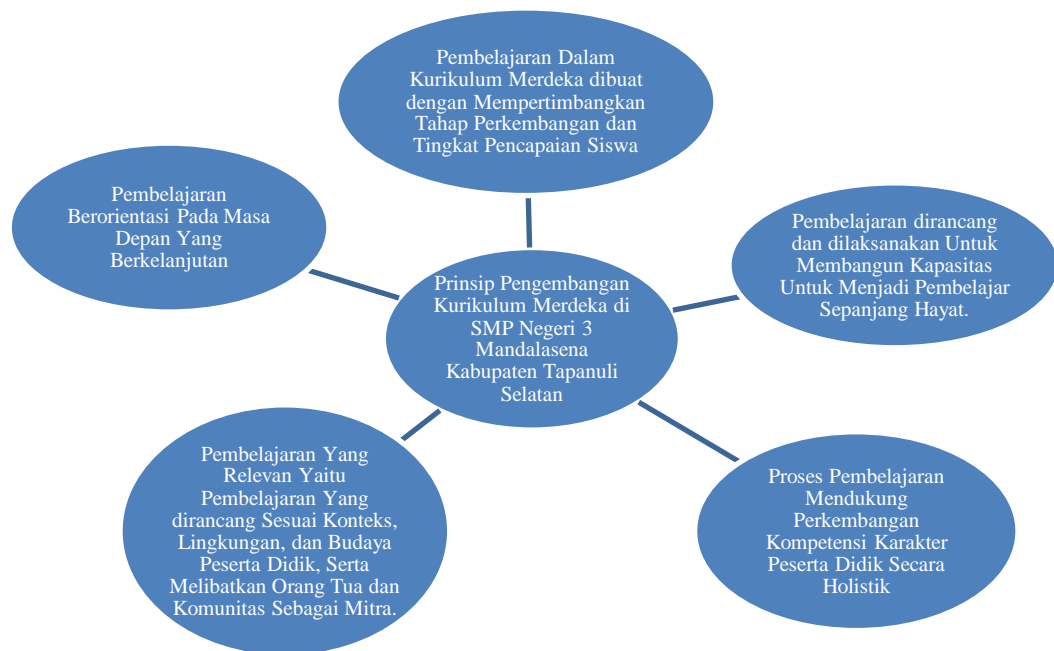 Pembelajaran Dalam
Kurikulum Merdeka dibuat
dengan Mempertimbangkan
Tahap Perkembangan dan
Tingkat Pencapaian Siswa
Pembelajaran
Berorientasi Pada Masa
Depan Yang
Berkelanjutan
Pembelajaran dirancang
dan dilaksanakan Untuk
Membangun Kapasitas
Untuk Menjadi Pembelajar
Sepanjang Hayat.
Prinsip Pengembangan
Kurikulum Merdeka di
SMP Negeri 3
Mandalasena
Kabupaten Tapanuli
Selatan
Pembelajaran Yang
Relevan Yaitu
Pembelajaran Yang
dirancang Sesuai Konteks,
Lingkungan, dan Budaya
Peserta Didik, Serta
Melibatkan Orang Tua dan
Komunitas Sebagai Mitra.
Proses Pembelajaran
Mendukung
Perkembangan
Kompetensi Karakter
Peserta Didik Secara
Holistik